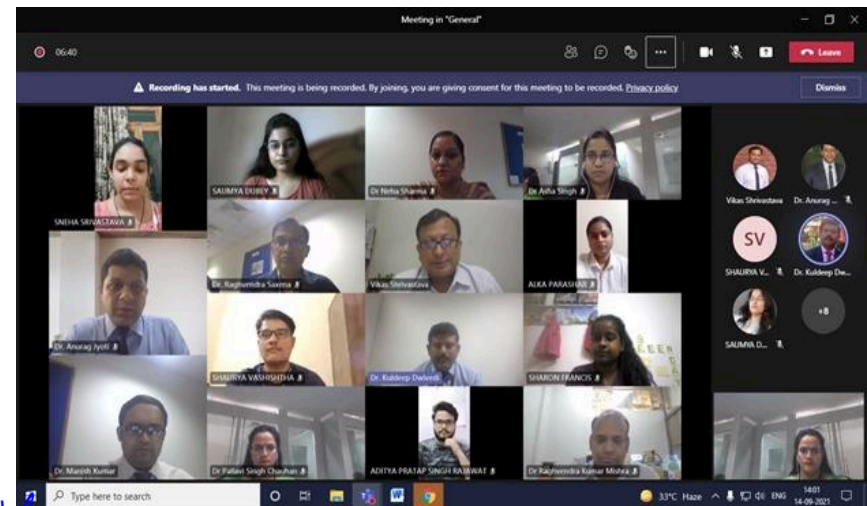 Meeting in "General"
06:40
Leave
Recording has started. This meeting is being recorded. By joining, you are giving consent for this meeting to be recorded. Privacy policy
Dismiss
SNEHA SRIVASTAVA
SAUMYA DUBEY
Dr Neha Sharma
Dr Asha Singh
Vikas Shrivastava
Dr. Anurag ...
Dr. Anurag Jyoti
Dr. Raghvendra Saxena
Vikas Shrivastava
ALKA PARASHAR
SV
SHAURYA V...
Dr. Kuldeep Dw...
SHAURYA VASHISHTHA
Dr. Kuldeep Dwivedi
SHARON FRANCIS
SAUMYA D...
+8
Dr. Manish Kumar
Dr Pallavi Singh Chauhan
ADITYA PRATAP SINGH RAJAWAT
Dr Raghvendra Kumar Mishra
Type here to search
33°C Haze
ENG
14:01
14-09-2021